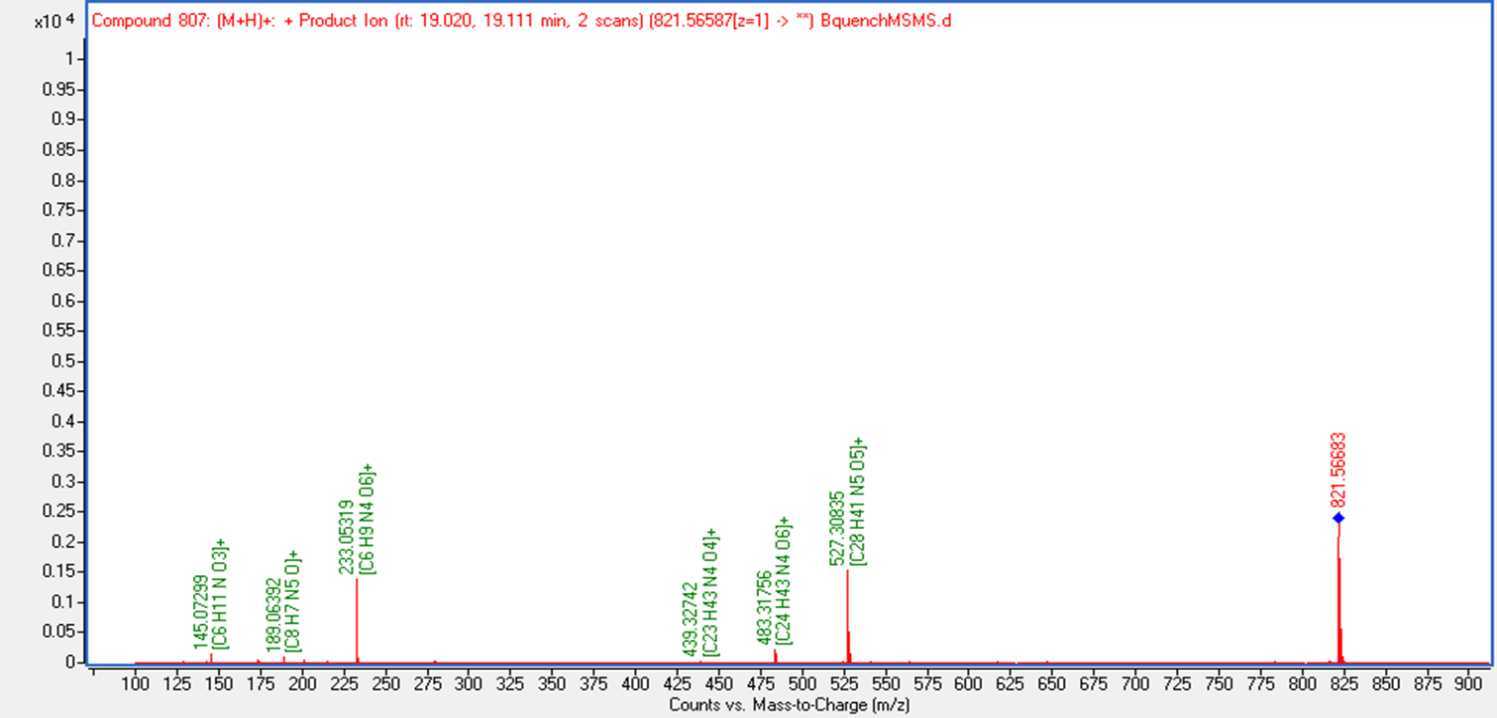 x10 4
Compound 807: (M+H)+: + Product Ion (rt: 19.020, 19.111 min, 2 scans) (821.56587[z=1] -> **) BquenchMSMS.d
1
0.95
0.9
0.85
0.8
0.75
0.7
0.65
0.6
0.55
0.5
0.45
0.4
0.35
0.3
0.25
0.2
0.15
0.1
0.05
0
145.07299
[C6 H11 N O3]+
189.06392
[C8 H7 N5 O]+
233.05319
[C6 H9 N4 O6]+
439.32742
[C23 H43 N4 O4]+
483.31756
[C24 H43 N4 O6]+
527.30835
[C28 H41 N5 O5]+
821.56683
100 125 150 175 200 225 250 275 300 325 350 375 400 425 450 475 500 525 550 575 600 625 650 675 700 725 750 775 800 825 850 875 900
Counts vs. Mass-to-Charge (m/z)